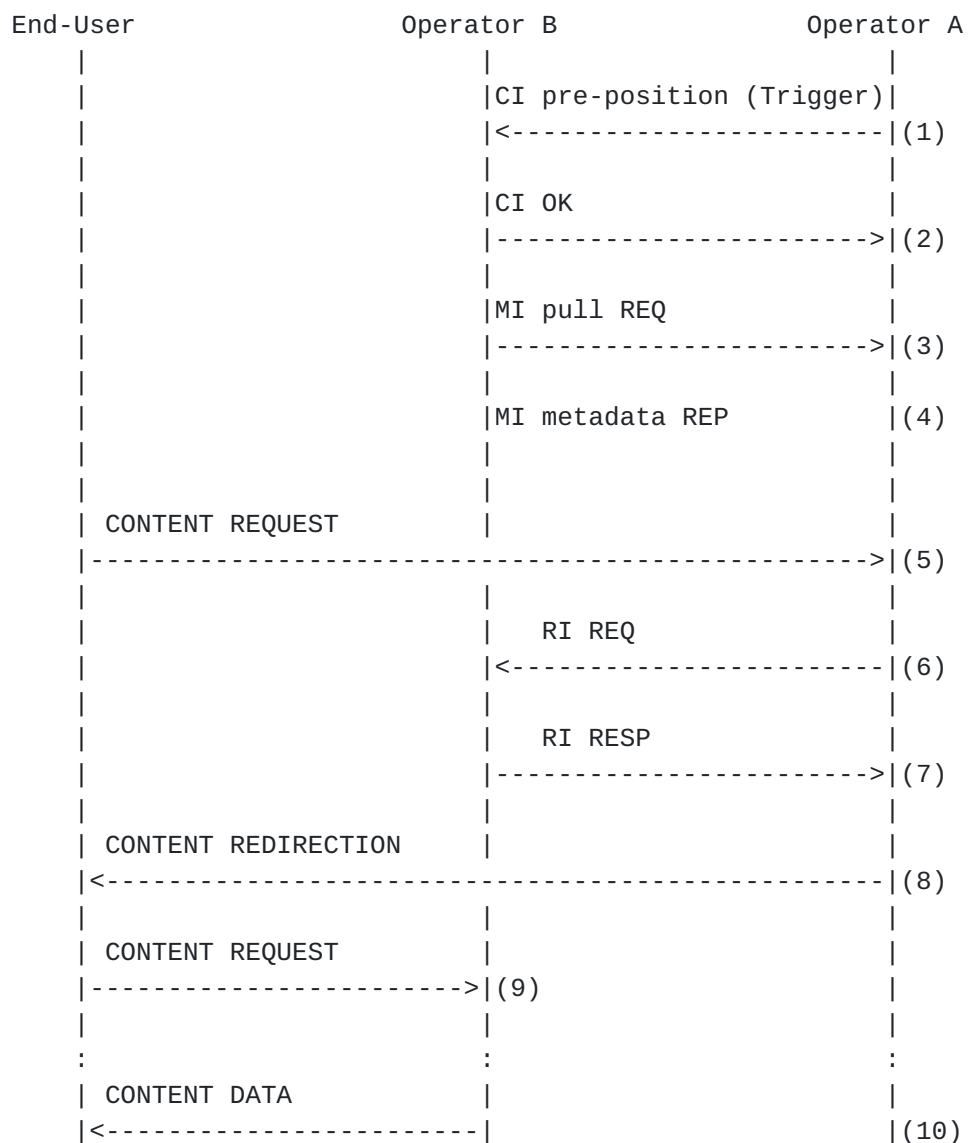 End-User Operator B Operator A
CI pre-position (Trigger)
(1)
CI OK
(2)
MI pull REQ
(3)
MI metadata REP (4)
CONTENT REQUEST
(5)
RI REQ
(6)
RI RESP
(7)
CONTENT REDIRECTION
(8)
CONTENT REQUEST
(9)
: : :
CONTENT DATA
(10)